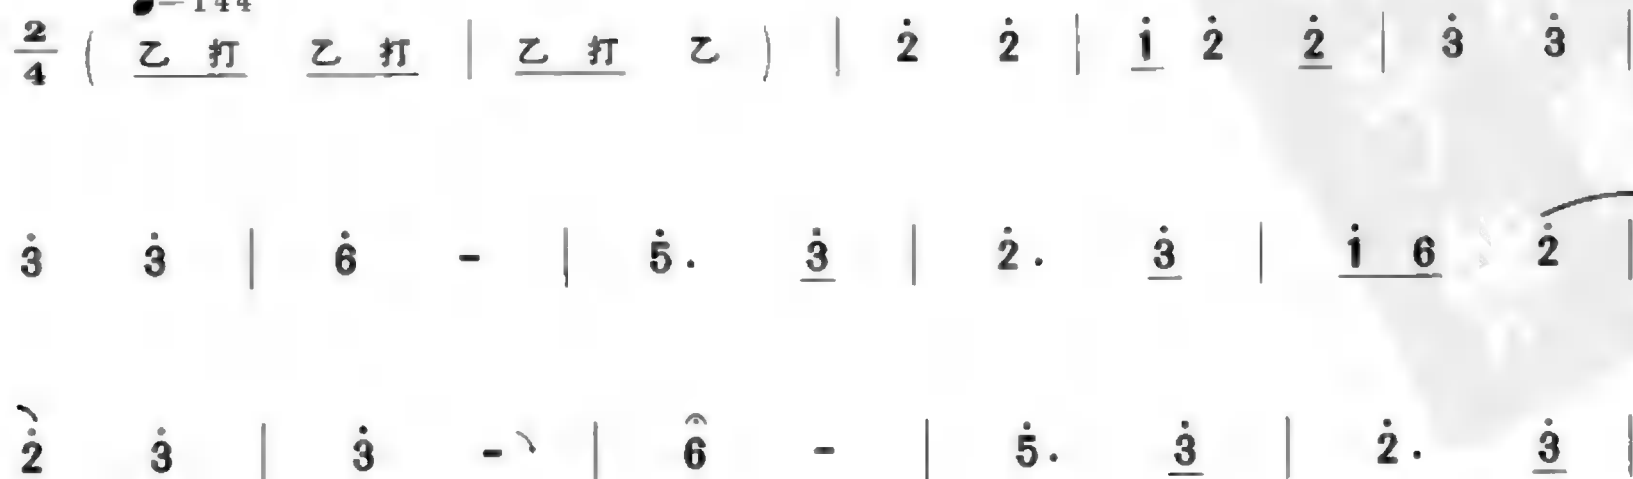 ♩=144
2/4 ( 乙 打 乙 打 | 乙 打 乙 ) | 2̇ 2̇ | 1̇ 2̇ 2̇ | 3̇ 3̇ |
3̇ 3̇ | 6̇ - | 5̇. 3̇ | 2̇. 3̇ | 1̇ 6 2̇ |
2̇ 3̇ | 3̇ - | 6̇ - | 5̇. 3̇ | 2̇. 3̇ |